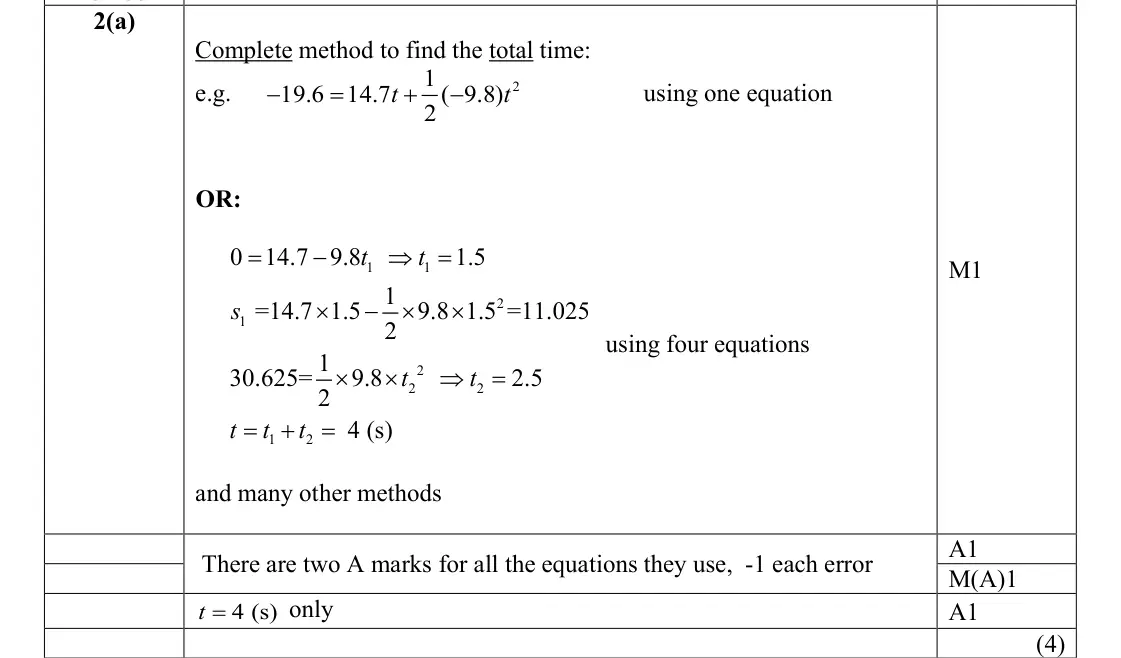 2(a)
Complete method to find the total time:
e.g. −19.6 = 14.7t + 1/2(−9.8)t² using one equation
OR:
0 = 14.7 − 9.8t₁ ⇒ t₁ = 1.5
s₁ =14.7×1.5 − 1/2×9.8×1.5²=11.025
using four equations
30.625= 1/2×9.8×t₂² ⇒ t₂ = 2.5
t = t₁ + t₂ = 4 (s)
and many other methods
M1
There are two A marks for all the equations they use, -1 each error
A1
M(A)1
t = 4 (s) only A1
(4)